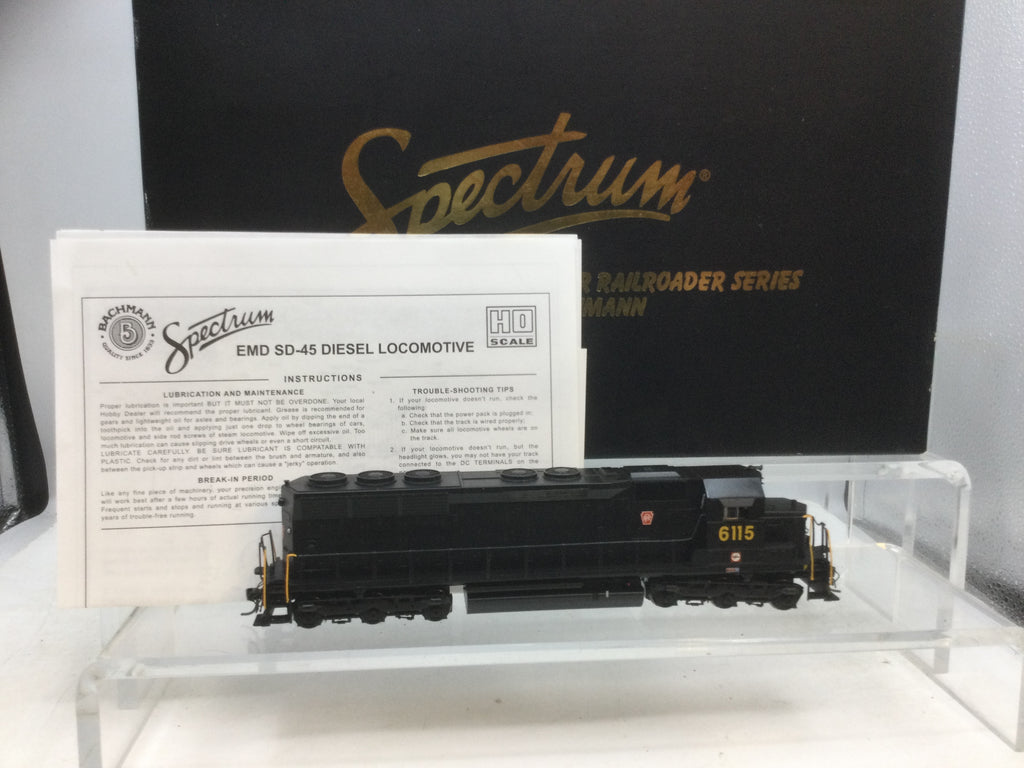 Spectrum®
R RAILROADER SERIES
HMANN
BACHMANN
QUALITY SINCE 1833
Spectrum
HO
SCALE
EMD SD-45 DIESEL LOCOMOTIVE
INSTRUCTIONS
LUBRICATION AND MAINTENANCE
Proper lubrication is important BUT IT MUST NOT BE OVERDONE. Your local
Hobby Dealer will recommend the proper lubricant. Grease is recommended for
gears and lightweight oil for axles and bearings. Apply oil by dipping the end of a
toothpick into the oil and applying just one drop to wheel bearings of cars,
locomotive and side rod screws of steam locomotive. Wipe off excessive oil. Too
much lubrication can cause slipping drive wheels or even a short circuit.
LUBRICATE CAREFULLY. BE SURE LUBRICANT IS COMPATABLE WITH
PLASTIC. Check for any dirt or lint between the brush and armature, and also
between the pick-up strip and wheels which can cause a "jerky" operation.
BREAK-IN PERIOD
Like any fine piece of machinery, your precision eng
will work best after a few hours of actual running time
Frequent starts and stops and running at various sp
years of trouble-free running.
TROUBLE-SHOOTING TIPS
1. If your locomotive doesn't run, check the
following:
a. Check that the power pack is plugged in;
b. Check that the track is wired properly;
c. Make sure all locomotive wheels are on
the track.
2. If your locomotive doesn't run, but the
headlight glows, you may not have your track
connected to the DC TERMINALS on the
6115